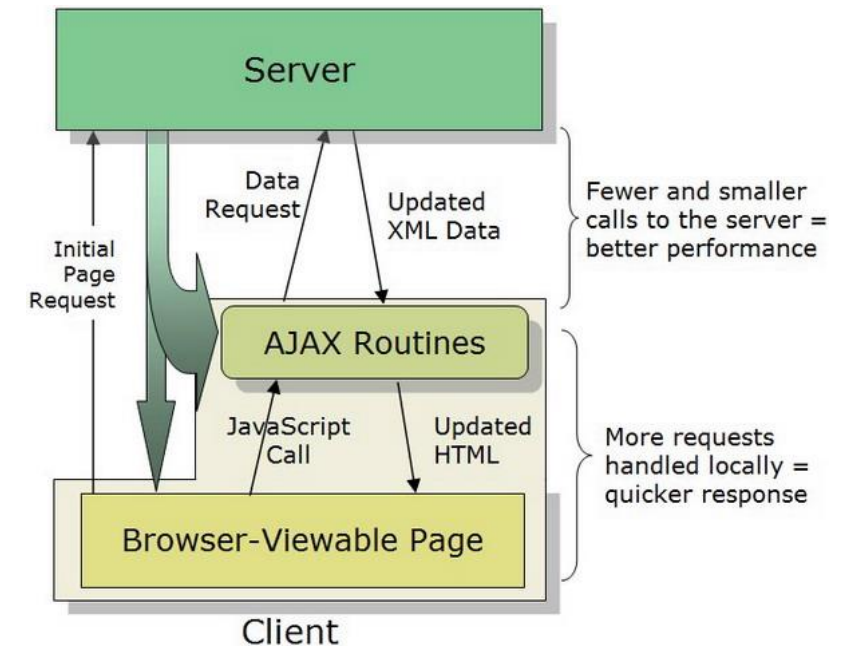 Server
Data
Request
Updated
XML Data
Fewer and smaller
calls to the server =
better performance
Initial
Page
Request
AJAX Routines
JavaScript
Call
Updated
HTML
More requests
handled locally =
quicker response
Browser-Viewable Page
Client